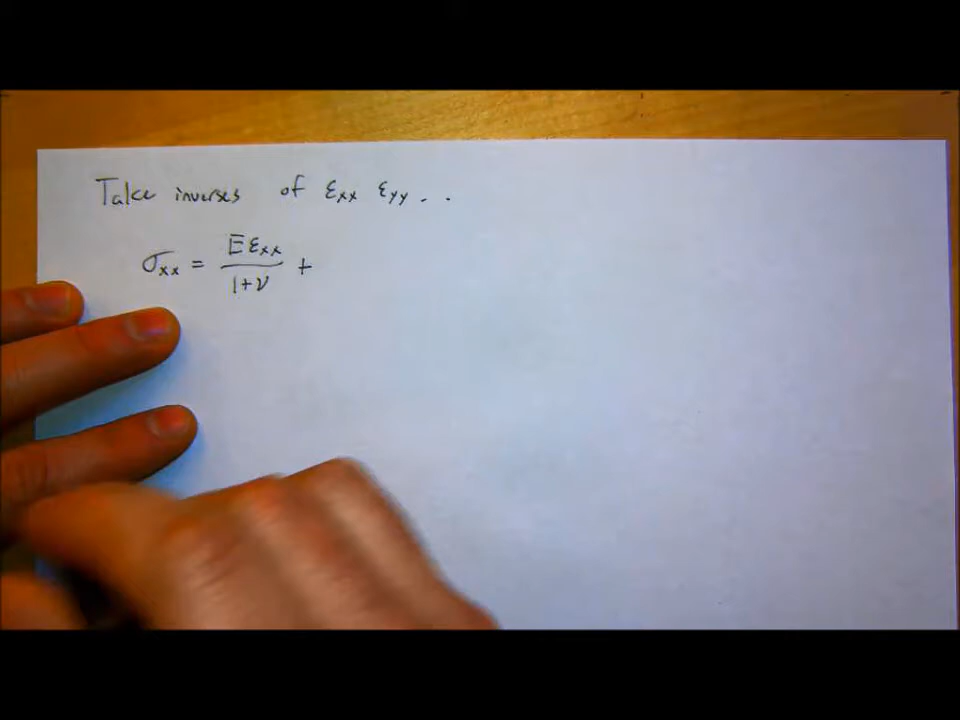 Take inverses of εxx εyy . .
σxx = Eεxx / 1+ν +